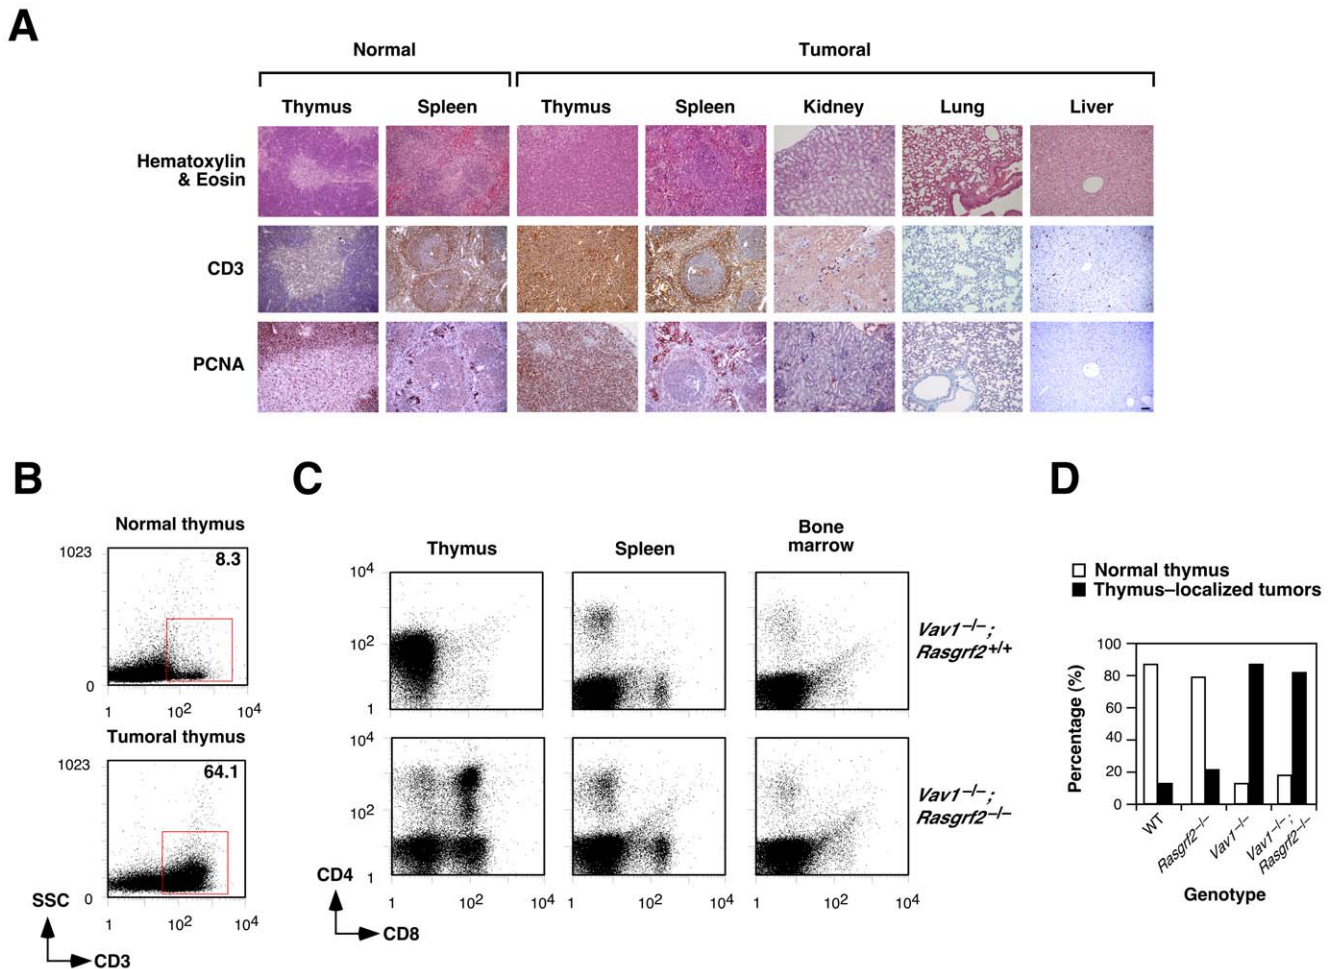 A
Normal
Tumoral
Thymus
Spleen
Thymus
Spleen
Kidney
Lung
Liver
Hematoxylin
& Eosin
CD3
PCNA
B
Normal thymus
1023
8.3
0
1
10²
10⁴
Tumoral thymus
1023
64.1
0
1
10²
10⁴
SSC
CD3
C
Thymus
Spleen
Bone
marrow
10⁴
10²
1
Vav1–/–;
Rasgrf2+/+
10⁴
10²
1
Vav1–/–;
Rasgrf2–/–
1
10²
10⁴
1
10²
10⁴
1
10²
10⁴
CD4
CD8
D
Normal thymus
Thymus–localized tumors
Percentage (%)
100
80
60
40
20
0
WT
Rasgrf2–/–
Vav1–/–
Vav1–/–;
Rasgrf2–/–
Genotype